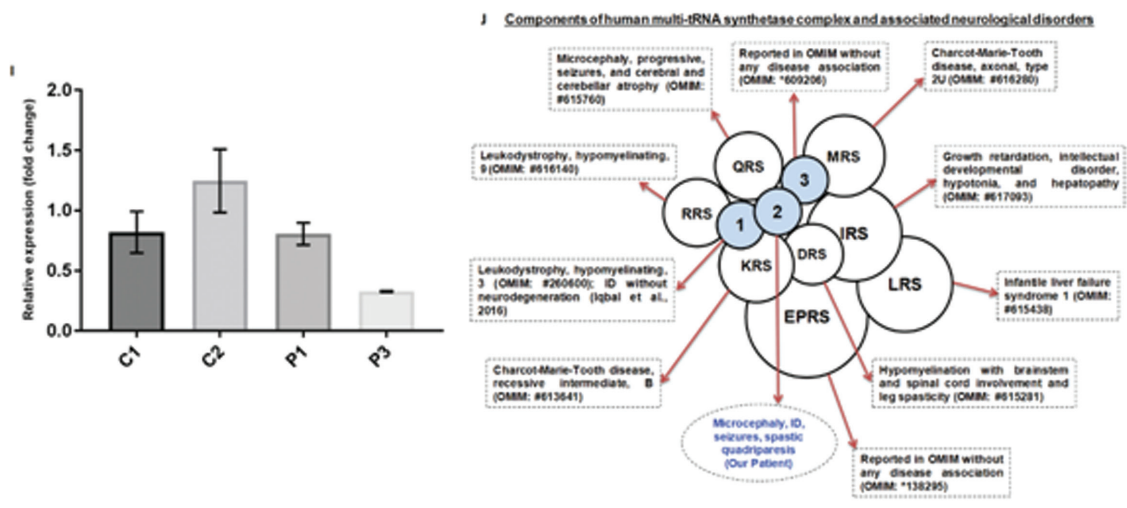 I
Relative expression (fold change)
2.0
1.5
1.0
0.5
0.0
C1
C2
P1
P3
J Components of human multi-tRNA synthetase complex and associated neurological disorders
Microcephaly, progressive,
seizures, and cerebral and
cerebellar atrophy (OMIM:
#615760)
Reported in OMIM without
any disease association
(OMIM: *609206)
Charcot-Marie-Tooth
disease, axonal, type
2U (OMIM: #616280)
Leukodystrophy, hypomyelinating,
9 (OMIM: #616140)
Growth retardation, intellectual
developmental disorder,
hypotonia, and hepatopathy
(OMIM: #617093)
QRS
MRS
3
RRS
1
2
IRS
DRS
KRS
LRS
EPRS
Leukodystrophy, hypomyelinating,
3 (OMIM: #260600); ID without
neurodegeneration (Iqbal et al.,
2016)
Infantile liver failure
syndrome 1 (OMIM:
#615438)
Charcot-Marie-Tooth disease,
recessive intermediate, B
(OMIM: #613641)
Hypomyelination with brainstem
and spinal cord involvement and
leg spasticity (OMIM: #615281)
Microcephaly, ID,
seizures, spastic
quadriparesis
(Our Patient)
Reported in OMIM without
any disease association
(OMIM: *138295)